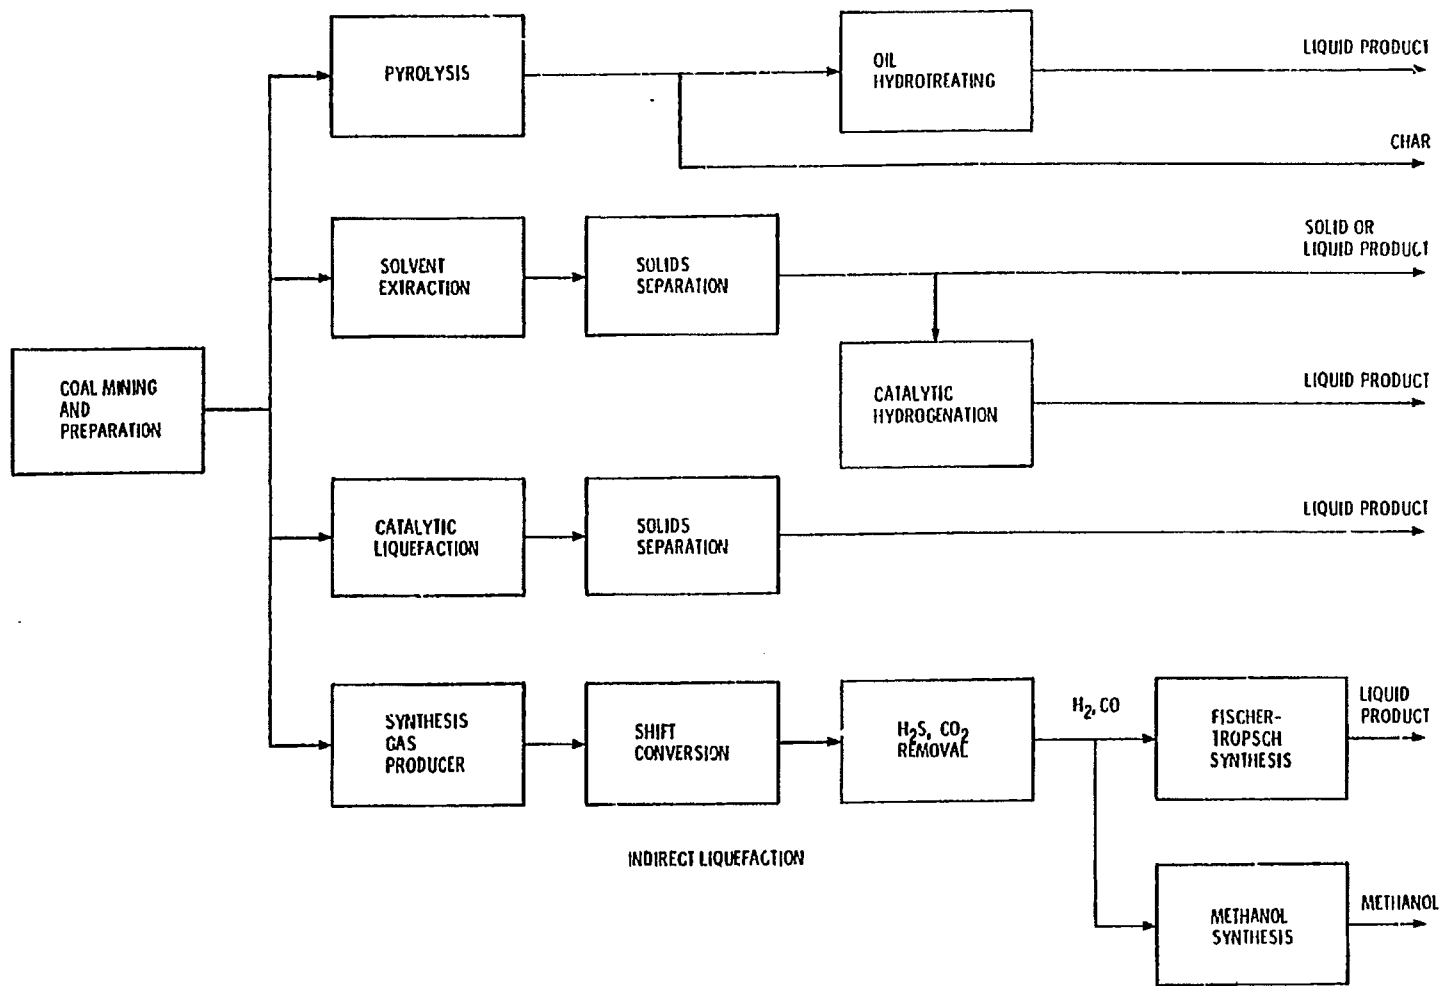 PYROLYSIS
OIL
HYDROTREATING
LIQUID PRODUCT
CHAR
SOLVENT
EXTRACTION
SOLIDS
SEPARATION
SOLID OR
LIQUID PRODUCT
COAL MINING
AND
PREPARATION
CATALYTIC
HYDROGENATION
LIQUID PRODUCT
CATALYTIC
LIQUEFACTION
SOLIDS
SEPARATION
LIQUID PRODUCT
SYNTHESIS
GAS
PRODUCER
SHIFT
CONVERSION
H2S, CO2
REMOVAL
H2, CO
FISCHER-
TROPSCH
SYNTHESIS
LIQUID
PRODUCT
INDIRECT LIQUEFACTION
METHANOL
SYNTHESIS
METHANOL